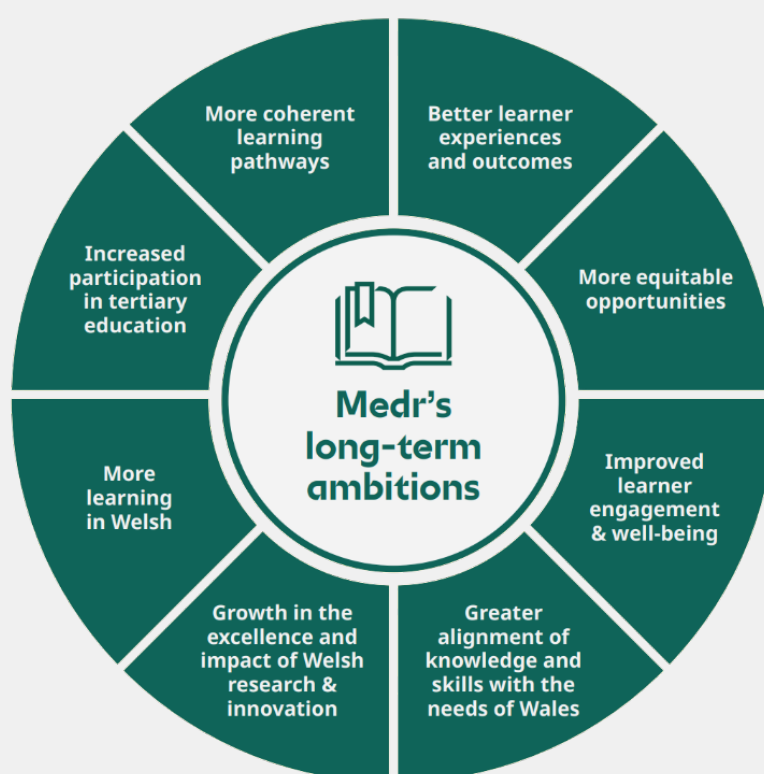 Medr's
long-term
ambitions
Better learner
experiences
and outcomes
More equitable
opportunities
Improved
learner
engagement
& well-being
Greater
alignment of
knowledge and
skills with the
needs of Wales
Growth in the
excellence and
impact of Welsh
research &
innovation
More
learning
in Welsh
Increased
participation
in tertiary
education
More coherent
learning
pathways